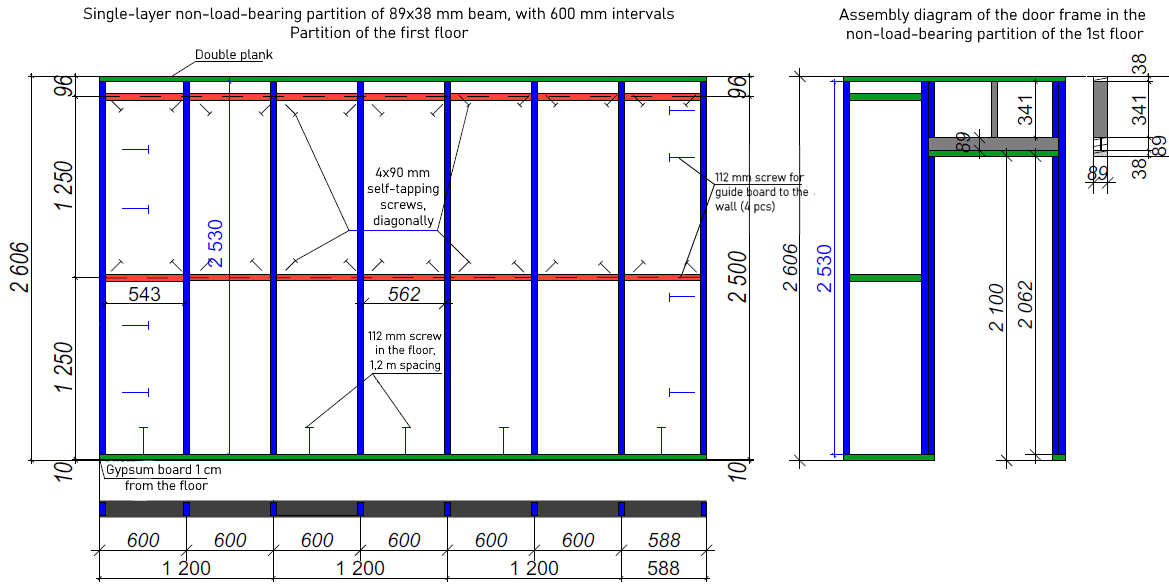 Single-layer non-load-bearing partition of 89x38 mm beam, with 600 mm intervals
Partition of the first floor
Assembly diagram of the door frame in the
non-load-bearing partition of the 1st floor
Double plank
96
96
38
341
341
89
89
38
89
1 250
4x90 mm
self-tapping
screws,
diagonally
112 mm screw for
guide board to the
wall (4 pcs)
2 530
2 606
2 500
2 606
2 530
543
562
2 100
2 062
112 mm screw
in the floor,
1,2 m spacing
1 250
10
10
Gypsum board 1 cm
from the floor
600
600
600
600
600
600
588
1 200
1 200
1 200
588